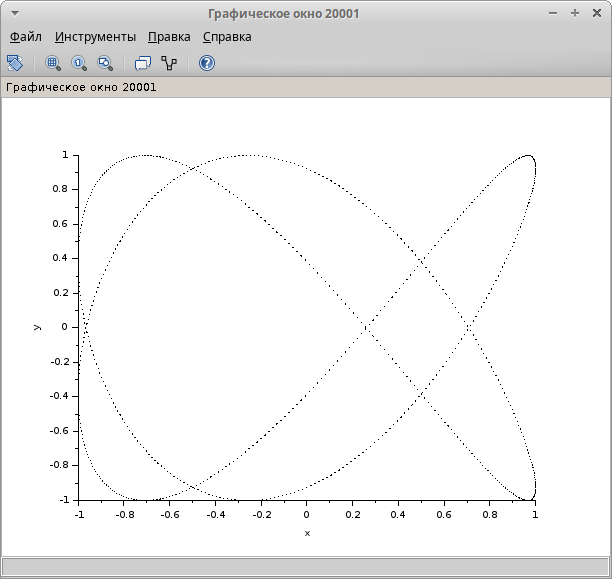 Графическое окно 20001
Файл Инструменты Правка Справка
Графическое окно 20001
1
0.8
0.6
0.4
0.2
0
-0.2
-0.4
-0.6
-0.8
-1
y
-1 -0.8 -0.6 -0.4 -0.2 0 0.2 0.4 0.6 0.8 1
x